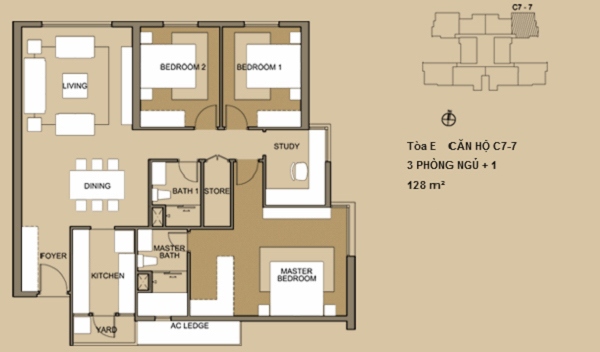 C7 - 7
BEDROOM 2
BEDROOM 1
LIVING
STUDY
DINING
BATH 1
STORE
FOYER
KITCHEN
MASTER
BATH
MASTER
BEDROOM
YARD
AC LEDGE
Tòa E CĂN HỘ C7-7
3 PHÒNG NGỦ + 1
128 m²